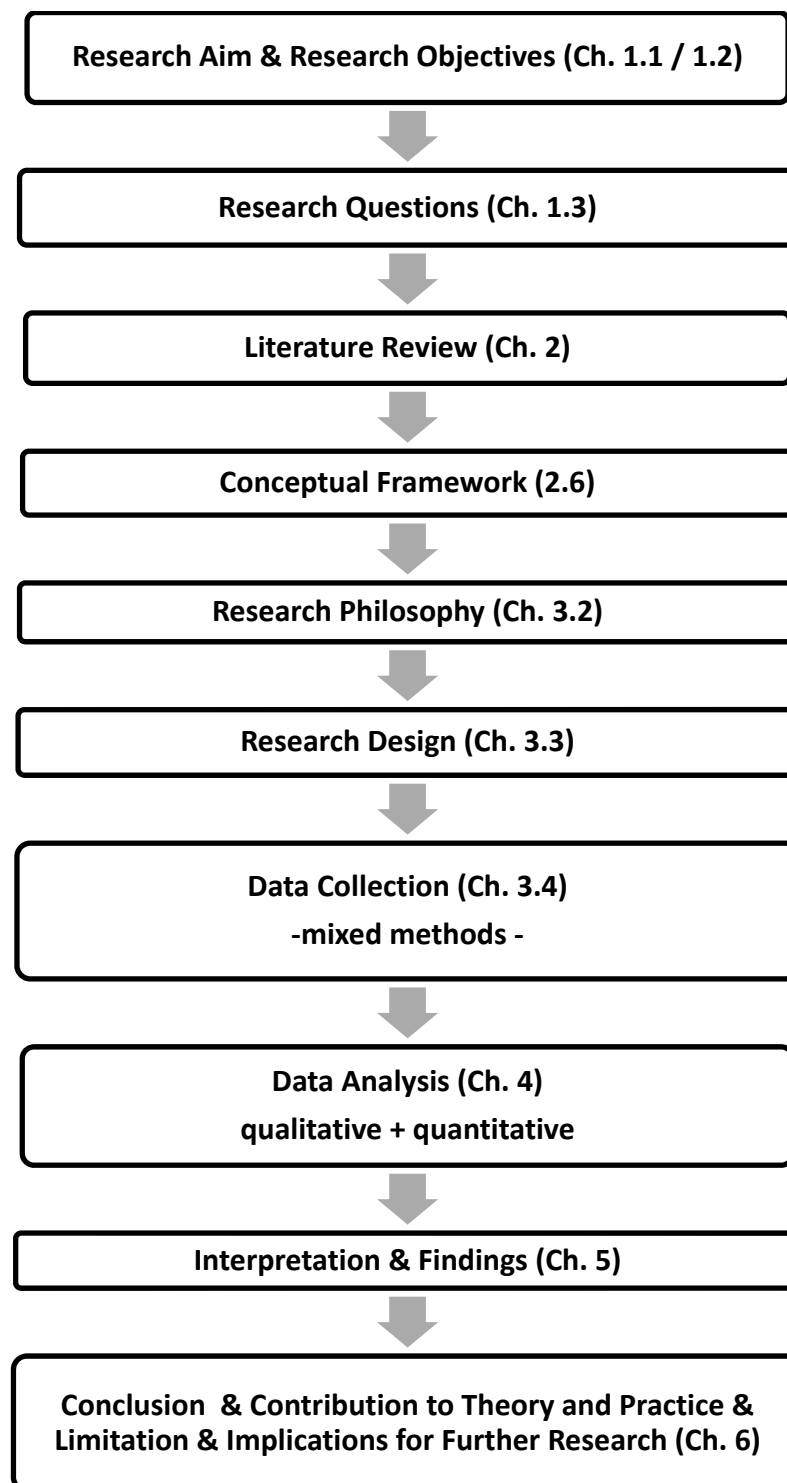 Research Aim & Research Objectives (Ch. 1.1 / 1.2)
Research Questions (Ch. 1.3)
Literature Review (Ch. 2)
Conceptual Framework (2.6)
Research Philosophy (Ch. 3.2)
Research Design (Ch. 3.3)
Data Collection (Ch. 3.4)
-mixed methods -
Data Analysis (Ch. 4)
qualitative + quantitative
Interpretation & Findings (Ch. 5)
Conclusion & Contribution to Theory and Practice &
Limitation & Implications for Further Research (Ch. 6)